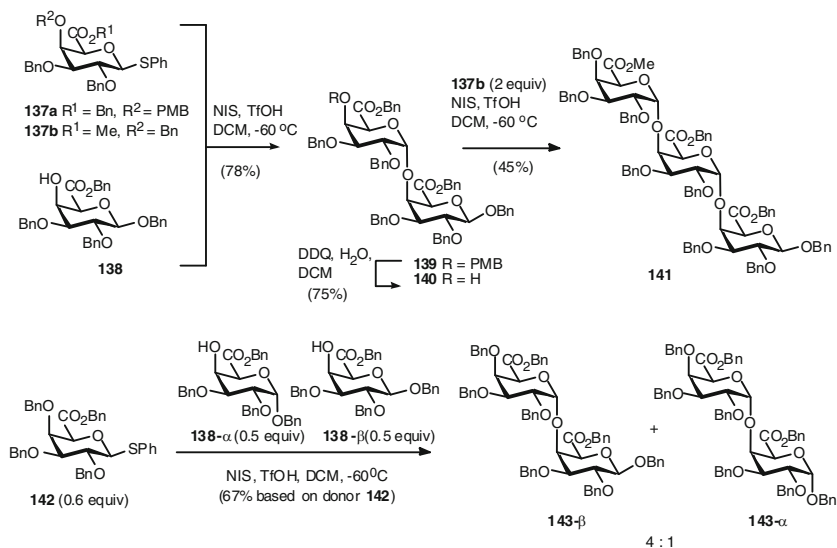 R²O
CO₂R¹
O
SPh
BnO
BnO
137a R¹ = Bn, R² = PMB
137b R¹ = Me, R² = Bn
HO
CO₂Bn
O
OBn
BnO
BnO
138
NIS, TfOH
DCM, -60 °C
(78%)
RO
CO₂Bn
O
BnO
BnO
O
CO₂Bn
O
OBn
BnO
BnO
DDQ, H₂O,
DCM
(75%)
139 R = PMB
140 R = H
137b (2 equiv)
NIS, TfOH
DCM, -60 °C
(45%)
BnO
CO₂Me
O
BnO
BnO
O
CO₂Bn
O
BnO
BnO
O
CO₂Bn
O
OBn
BnO
BnO
141
BnO
CO₂Bn
O
SPh
BnO
BnO
142 (0.6 equiv)
HO
CO₂Bn
O
BnO
BnO
OBn
138-α (0.5 equiv)
HO
CO₂Bn
O
OBn
BnO
BnO
138-β(0.5 equiv)
NIS, TfOH, DCM, -60⁰C
(67% based on donor 142)
BnO
CO₂Bn
O
BnO
BnO
O
CO₂Bn
O
OBn
BnO
BnO
143-β
+
BnO
CO₂Bn
O
BnO
BnO
O
CO₂Bn
O
BnO
BnO
OBn
143-α
4 : 1